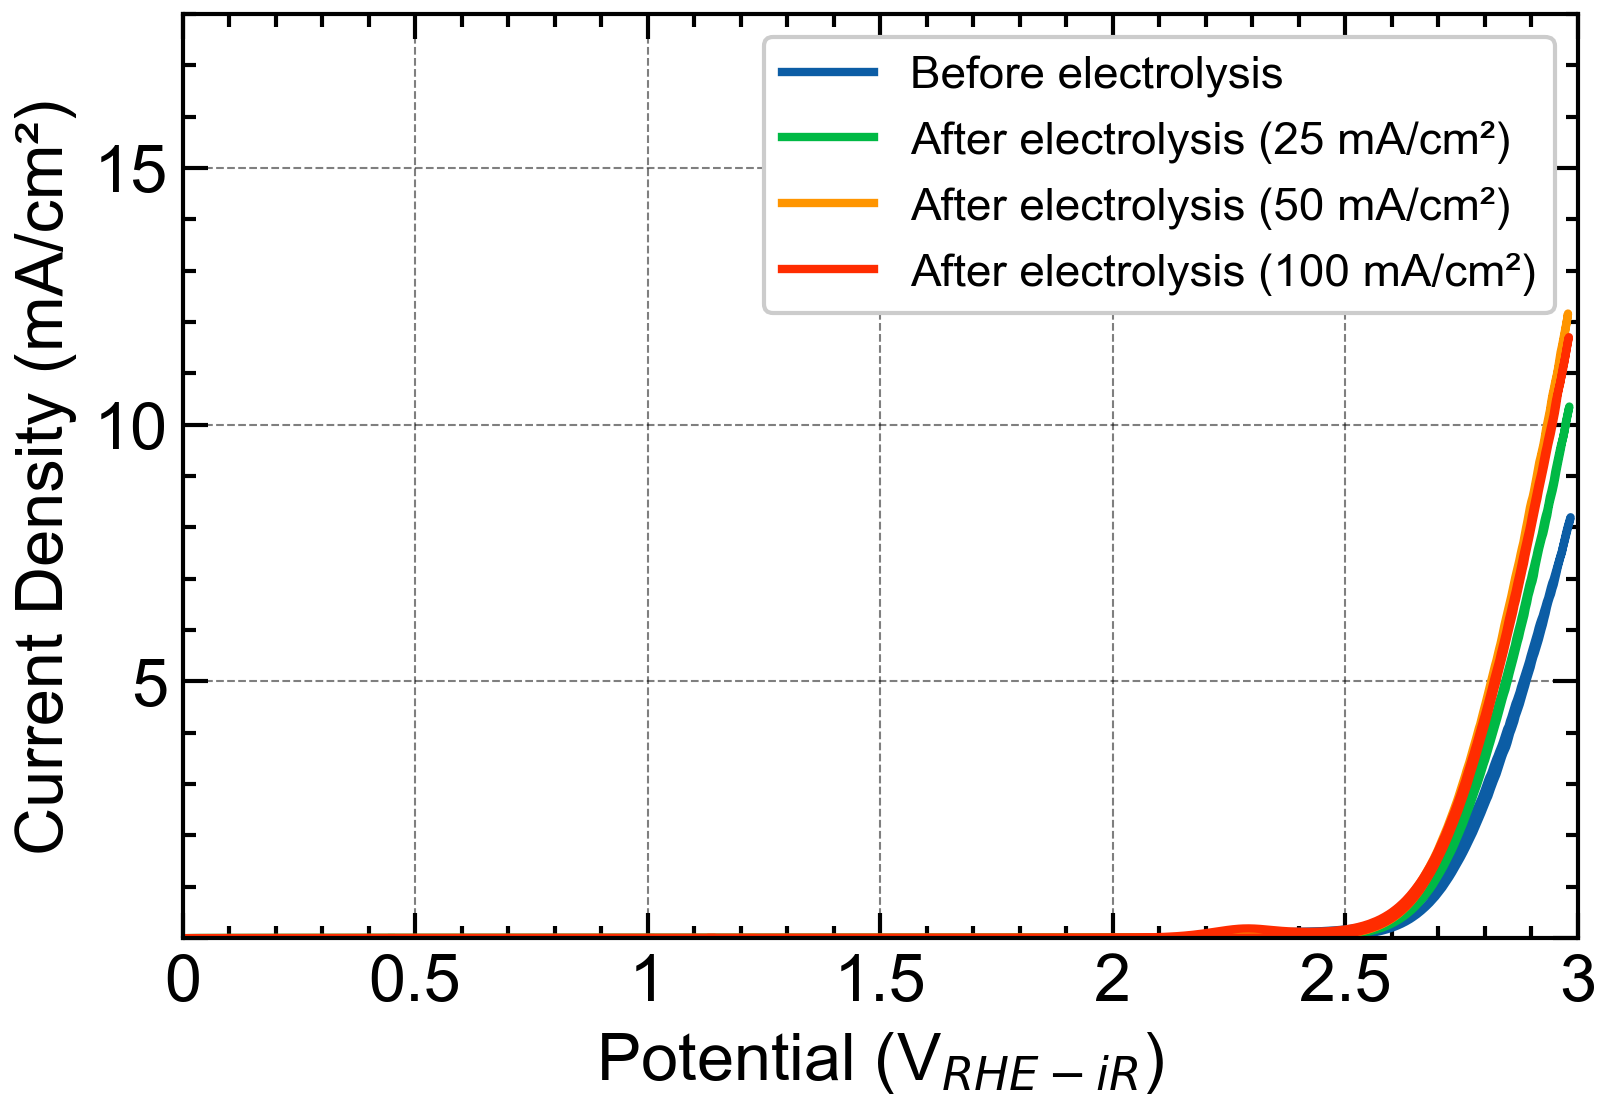 Before electrolysis
After electrolysis (25 mA/cm²)
After electrolysis (50 mA/cm²)
After electrolysis (100 mA/cm²)
Current Density (mA/cm²)
15
10
5
0 0.5 1 1.5 2 2.5 3
Potential (V_{RHE − iR})